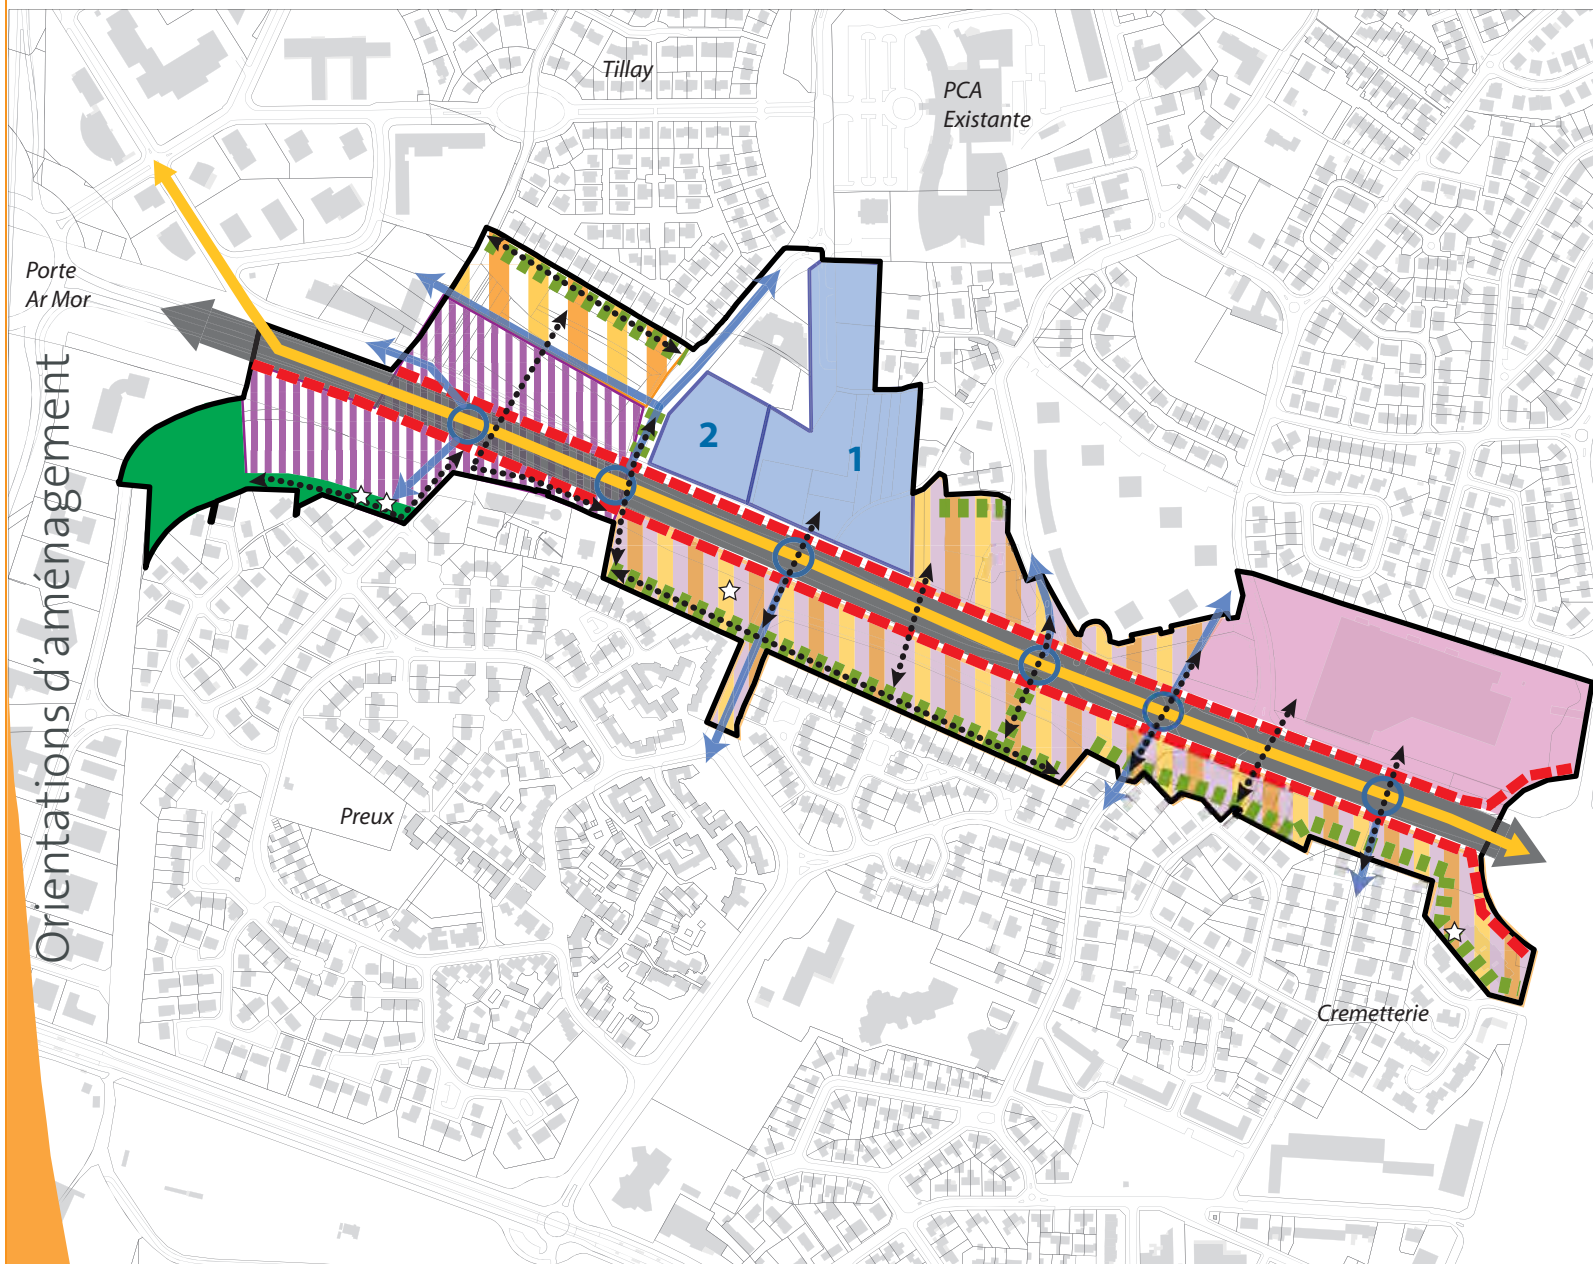 Tillay
PCA
Existante
Porte
Ar Mor
Orientations d'aménagement
2
1
Preux
Cremetterie